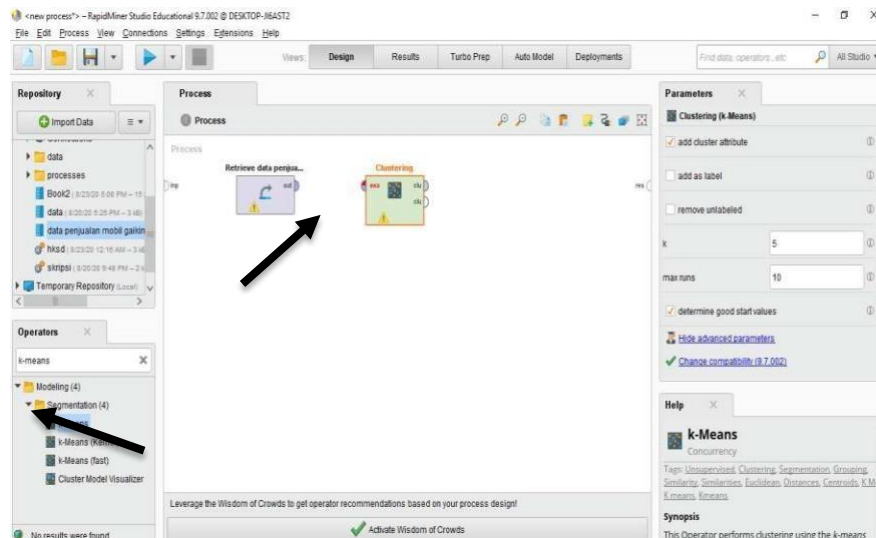 <new process*> – RapidMiner Studio Educational 9.7.002 @ DESKTOP-JI6AST2
File Edit Process View Connections Settings Extensions Help
Views: Design Results Turbo Prep Auto Model Deployments
Find data, operators...etc
All Studio
Repository
Import Data
data
processes
Book2
data
data penjualan mobil gaikin
hksd
skripsi
Temporary Repository (Local)
Operators
k-means
Modeling (4)
Segmentation (4)
k-Means
k-Means (fast)
Cluster Model Visualizer
No results were found
Process
Process
Process
inp
Retrieve data penjua...
out
Clustering
exa
clu
clu
res
Leverage the Wisdom of Crowds to get operator recommendations based on your process design!
Activate Wisdom of Crowds
Parameters
Clustering (k-Means)
add cluster attribute
add as label
remove unlabeled
k 5
max runs 10
determine good start values
Hide advanced parameters
Change compatibility (9.7.002)
Help
k-Means
Concurrency
Tags: Unsupervised, Clustering, Segmentation, Grouping,
Similarity, Similarities, Euclidean, Distances, Centroids, K M
K.means, Kmeans
Synopsis
This Operator performs clustering using the k-means